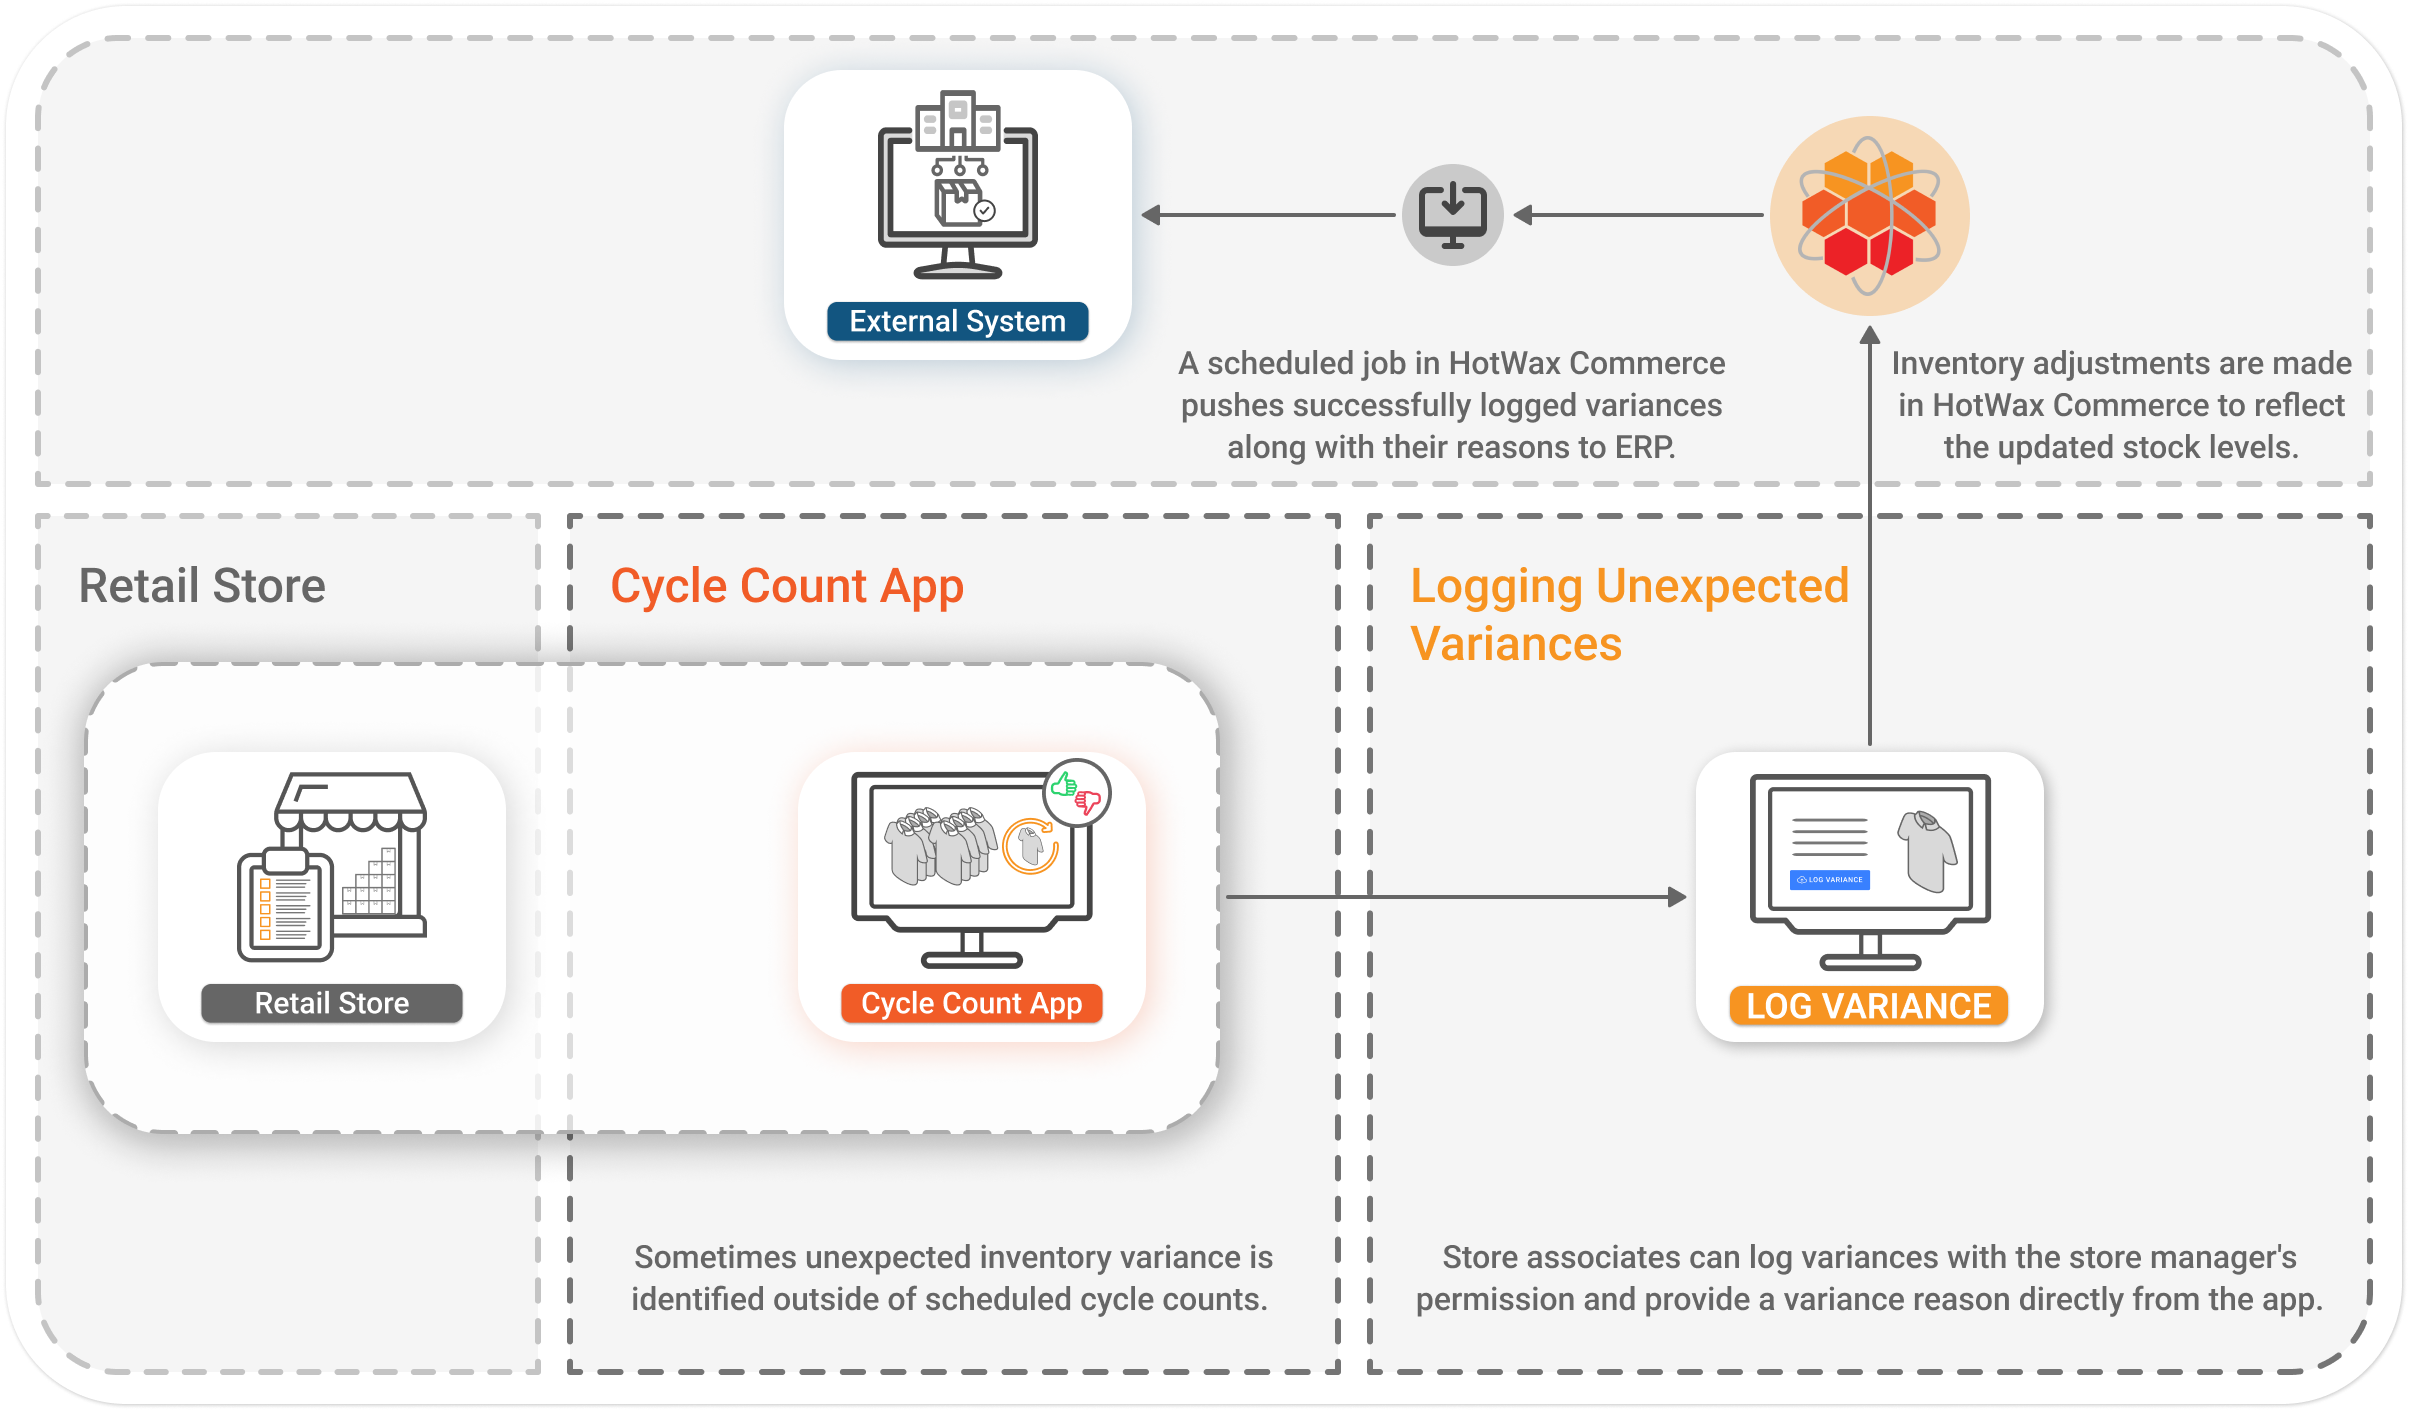 External System
A scheduled job in HotWax Commerce
pushes successfully logged variances
along with their reasons to ERP.
Inventory adjustments are made
in HotWax Commerce to reflect
the updated stock levels.
Retail Store
Cycle Count App
Logging Unexpected
Variances
Retail Store
Cycle Count App
LOG VARIANCE
LOG VARIANCE
Sometimes unexpected inventory variance is
identified outside of scheduled cycle counts.
Store associates can log variances with the store manager's
permission and provide a variance reason directly from the app.